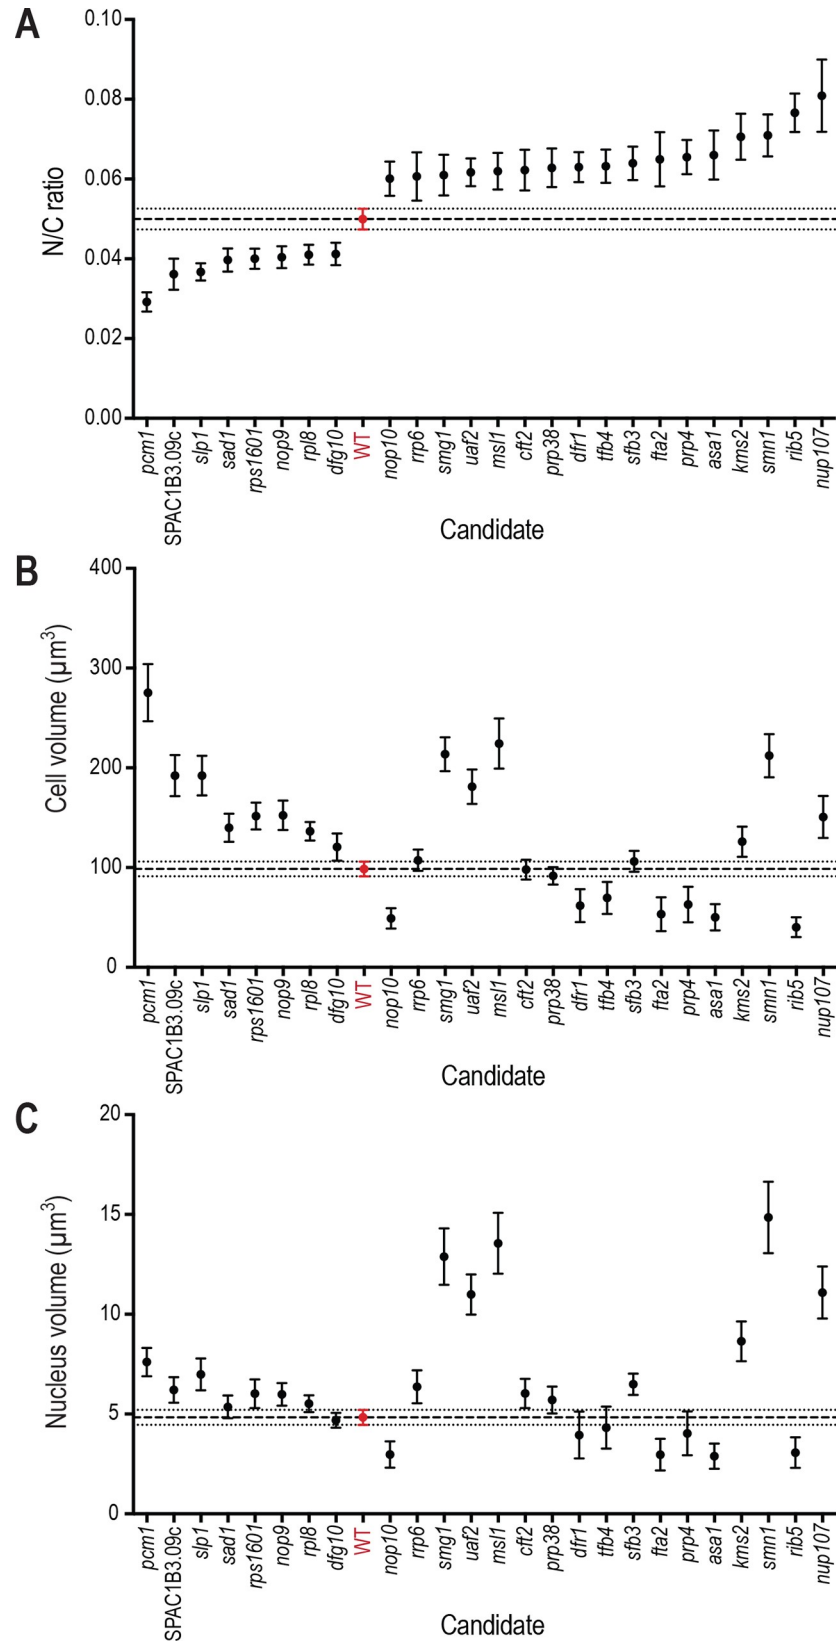 A
N/C ratio
0.10
0.08
0.06
0.04
0.02
0.00
pcm1
SPAC1B3.09c
slp1
sad1
rps1601
nop9
rpl8
dfg10
WT
nop10
rrp6
smg1
uaf2
msl1
cft2
prp38
dfr1
tfb4
sfb3
fta2
prp4
asa1
kms2
smn1
rib5
nup107
Candidate
B
Cell volume (μm³)
400
300
200
100
0
pcm1
SPAC1B3.09c
slp1
sad1
rps1601
nop9
rpl8
dfg10
WT
nop10
rrp6
smg1
uaf2
msl1
cft2
prp38
dfr1
tfb4
sfb3
fta2
prp4
asa1
kms2
smn1
rib5
nup107
Candidate
C
Nucleus volume (μm³)
20
15
10
5
0
pcm1
SPAC1B3.09c
slp1
sad1
rps1601
nop9
rpl8
dfg10
WT
nop10
rrp6
smg1
uaf2
msl1
cft2
prp38
dfr1
tfb4
sfb3
fta2
prp4
asa1
kms2
smn1
rib5
nup107
Candidate